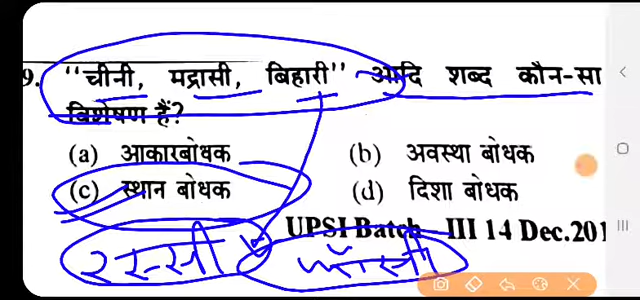 9. "चीनी, मद्रासी, बिहारी" आदि शब्द कौन-सा
विशेषण हैं?
(a) आकारबोधक (b) अवस्था बोधक
(c) स्थान बोधक (d) दिशा बोधक
UPSI Batch - III 14 Dec.201